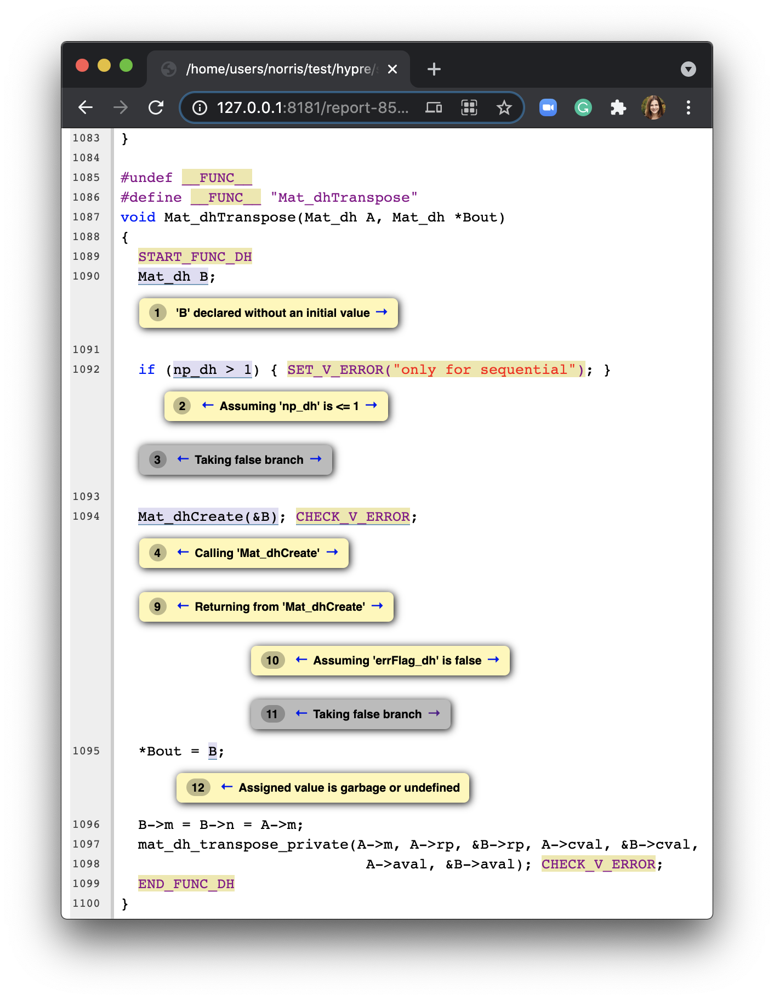 /home/users/norris/test/hypre/s
127.0.0.1:8181/report-85...
1083 }
1084
1085 #undef __FUNC__
1086 #define __FUNC__ "Mat_dhTranspose"
1087 void Mat_dhTranspose(Mat_dh A, Mat_dh *Bout)
1088 {
1089 START_FUNC_DH
1090 Mat_dh B;
1 'B' declared without an initial value →
1091
1092 if (np_dh > 1) { SET_V_ERROR("only for sequential"); }
2 ← Assuming 'np_dh' is <= 1 →
3 ← Taking false branch →
1093
1094 Mat_dhCreate(&B); CHECK_V_ERROR;
4 ← Calling 'Mat_dhCreate' →
9 ← Returning from 'Mat_dhCreate' →
10 ← Assuming 'errFlag_dh' is false →
11 ← Taking false branch →
1095 *Bout = B;
12 ← Assigned value is garbage or undefined
1096 B->m = B->n = A->m;
1097 mat_dh_transpose_private(A->m, A->rp, &B->rp, A->cval, &B->cval,
1098 A->aval, &B->aval); CHECK_V_ERROR;
1099 END_FUNC_DH
1100 }